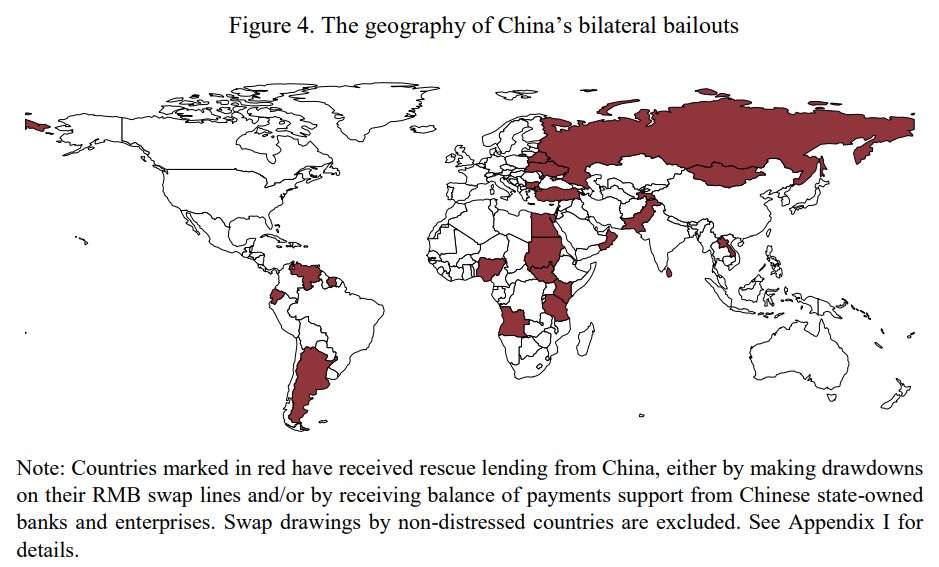 Figure 4. The geography of China’s bilateral bailouts
Note: Countries marked in red have received rescue lending from China, either by making drawdowns
on their RMB swap lines and/or by receiving balance of payments support from Chinese state-owned
banks and enterprises. Swap drawings by non-distressed countries are excluded. See Appendix I for
details.